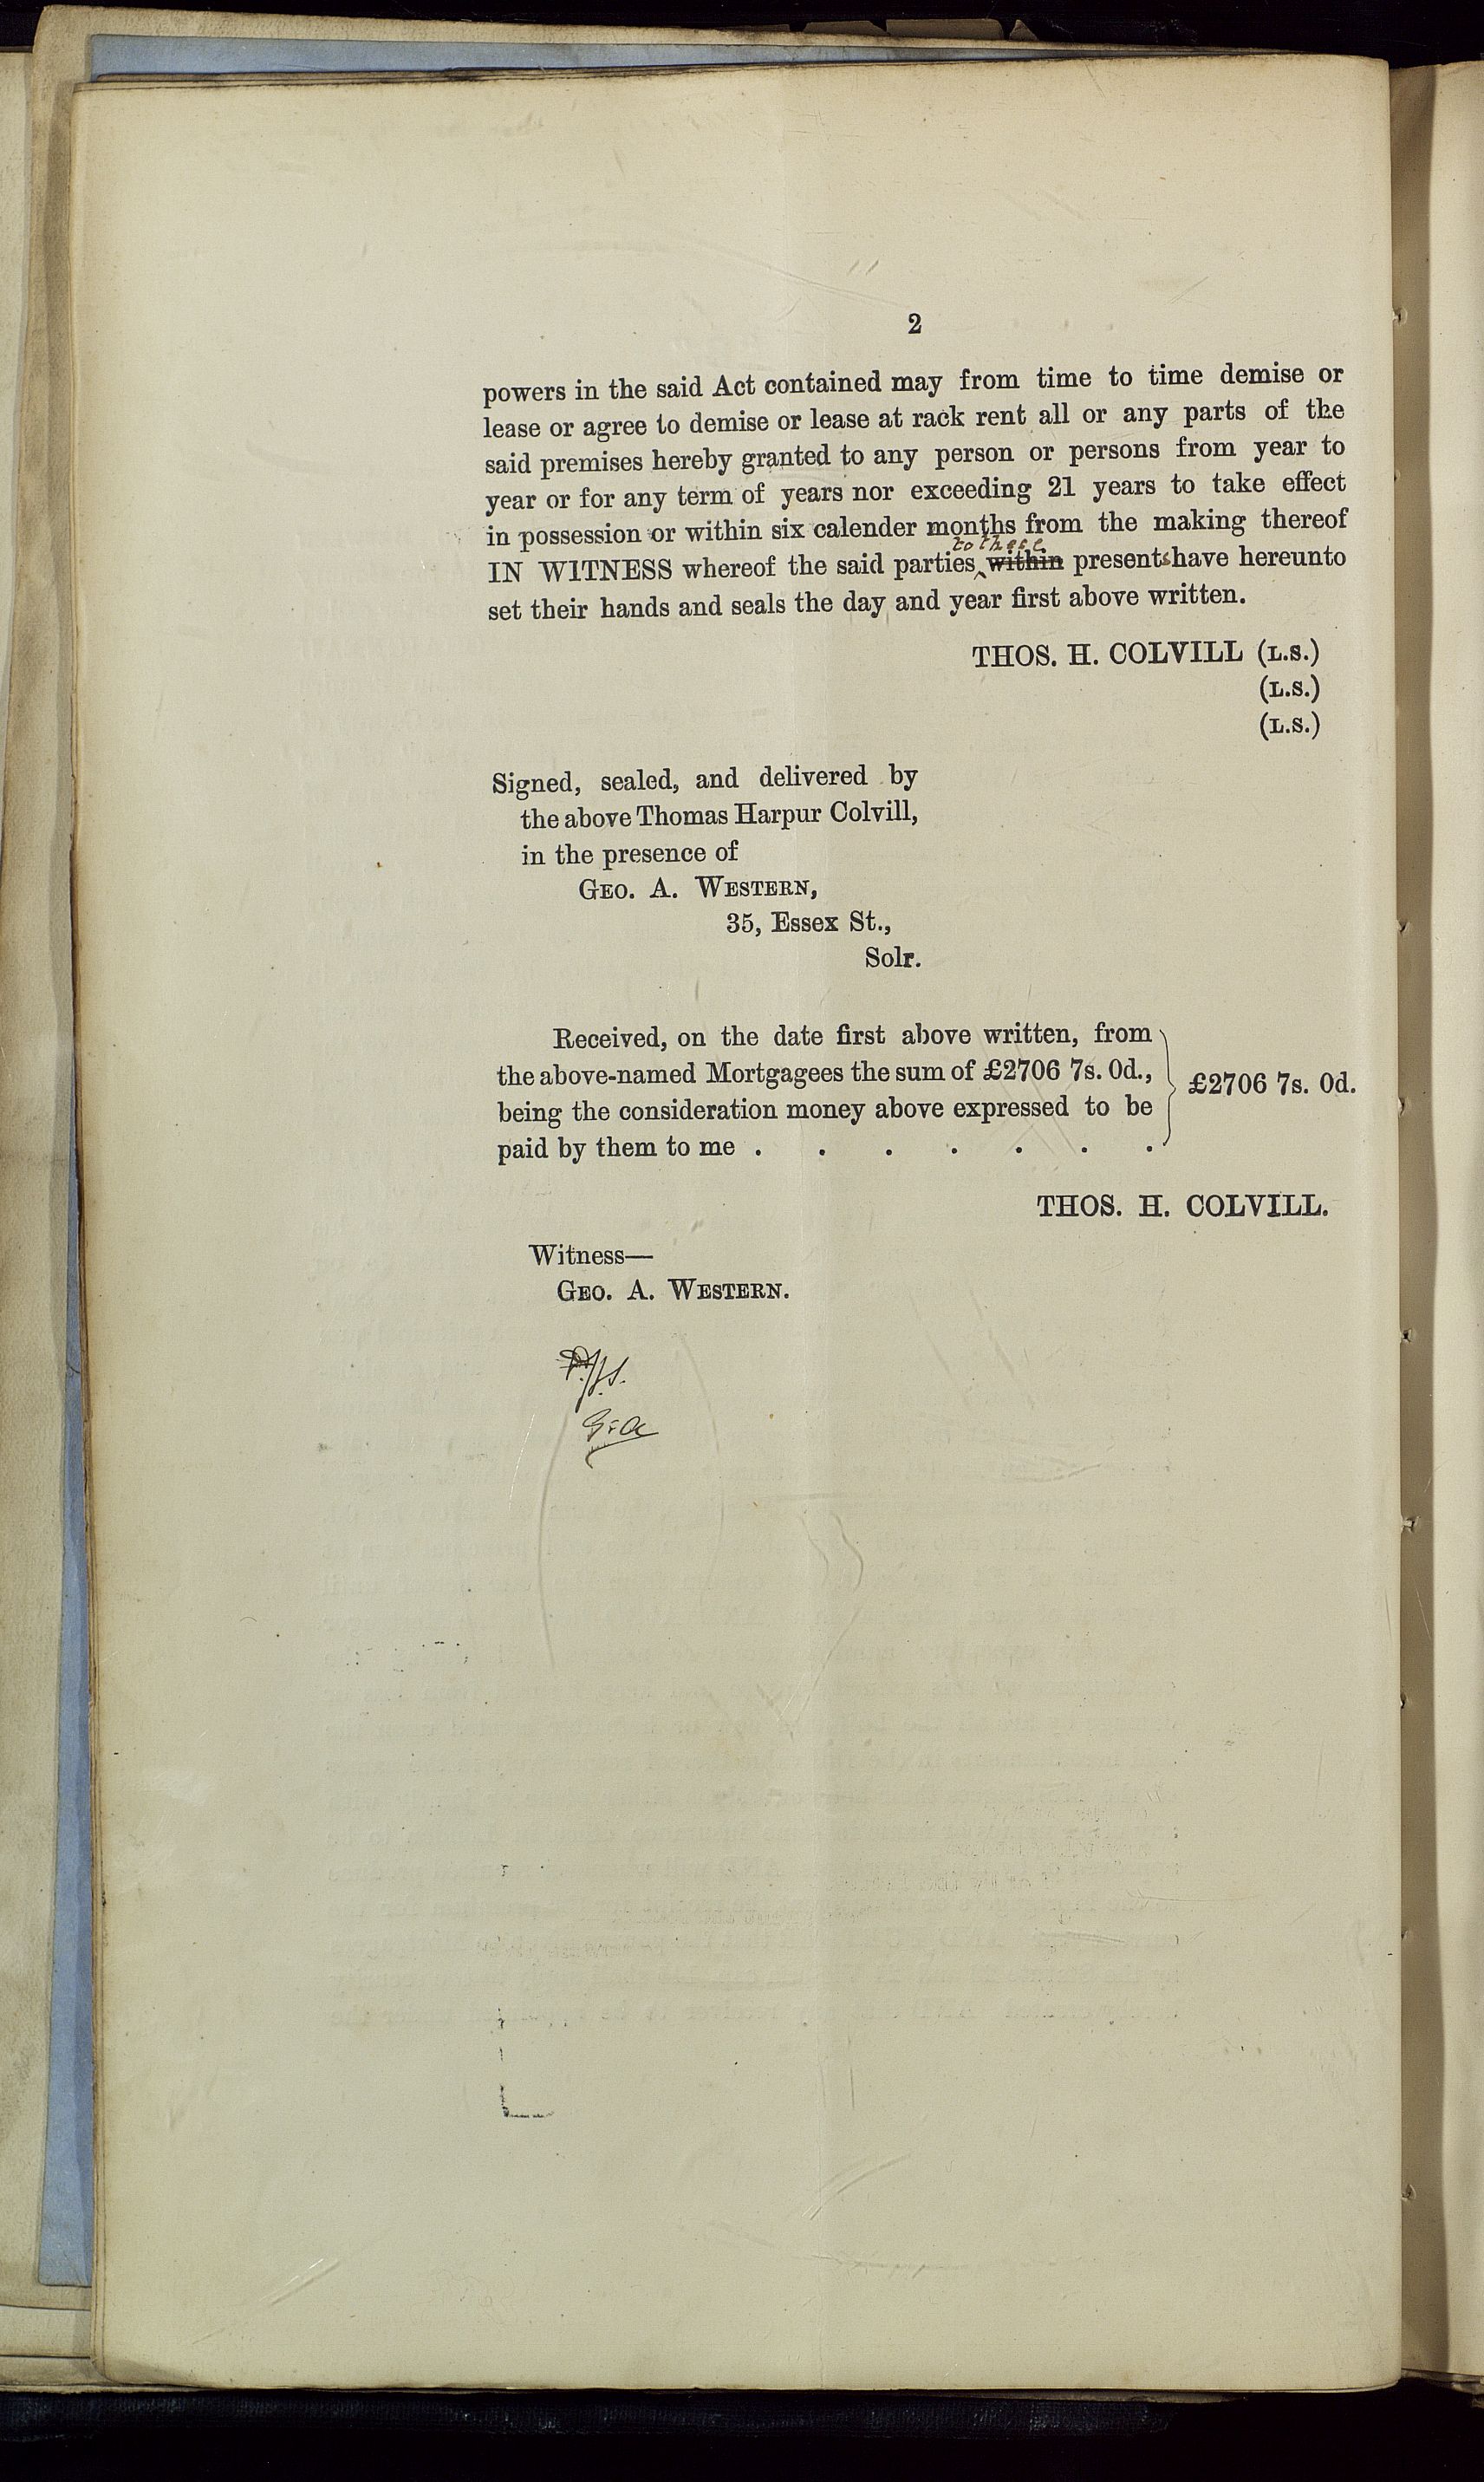 2
powers in the said Act contained may from time to time demise or
lease or agree to demise or lease at rack rent all or any parts of the
said premises hereby granted to any person or persons from year to
year or for any term of years nor exceeding 21 years to take effect
in possession or within six calender months from the making thereof
to these
IN WITNESS whereof the said parties ‸ within presents have hereunto
set their hands and seals the day and year first above written.
THOS. H. COLVILL (L.S.)
(L.S.)
(L.S.)
Signed, sealed, and delivered by
the above Thomas Harpur Colvill,
in the presence of
GEO. A. WESTERN,
35, Essex St.,
Solr.
Received, on the date first above written, from
the above-named Mortgagees the sum of £2706 7s. 0d.,
£2706 7s. 0d.
being the consideration money above expressed to be
paid by them to me . . . . . . .
THOS. H. COLVILL.
Witness—
GEO. A. WESTERN.